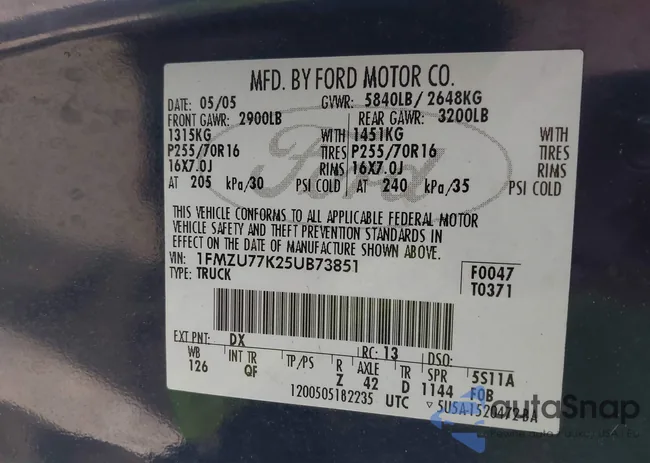 MFD. BY FORD MOTOR CO.
DATE: 05/05 GVWR: 5840LB/ 2648KG
FRONT GAWR: 2900LB REAR GAWR: 3200LB
1315KG WITH 1451KG WITH
P255/70R16 TIRES P255/70R16 TIRES
16X7.0J RIMS 16X7.0J RIMS
AT 205 kPa/30 PSI COLD AT 240 kPa/35 PSI COLD
Ford
THIS VEHICLE CONFORMS TO ALL APPLICABLE FEDERAL MOTOR
VEHICLE SAFETY AND THEFT PREVENTION STANDARDS IN
EFFECT ON THE DATE OF MANUFACTURE SHOWN ABOVE.
VIN: 1FMZU77K25UB73851
TYPE: TRUCK
F0047
T0371
EXT PNT: DX RC: 13 DSO:
WB INT TR TP/PS R AXLE TR SPR 5S11A
126 QF Z 42 D 1144 FOB
1200505182235 UTC ▽5U5A1520472BA
autoSnap